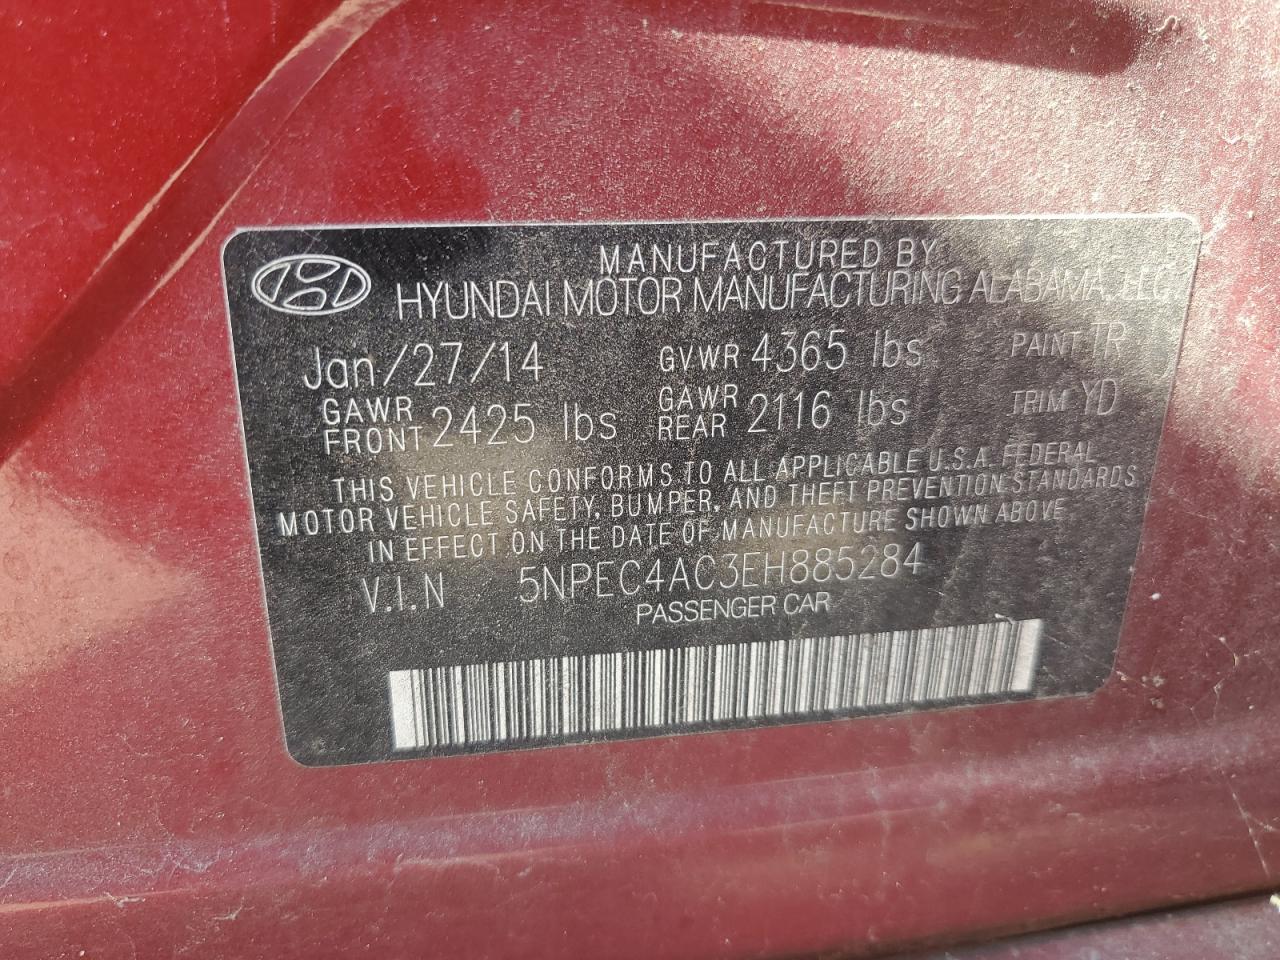 MANUFACTURED BY
HYUNDAI MOTOR MANUFACTURING ALABAMA, LLC
Jan/27/14 GVWR 4365 lbs PAINT TR
GAWR FRONT 2425 lbs GAWR REAR 2116 lbs TRIM YD
THIS VEHICLE CONFORMS TO ALL APPLICABLE U.S.A. FEDERAL
MOTOR VEHICLE SAFETY, BUMPER, AND THEFT PREVENTION STANDARDS
IN EFFECT ON THE DATE OF MANUFACTURE SHOWN ABOVE
V.I.N 5NPEC4AC3EH885284
PASSENGER CAR